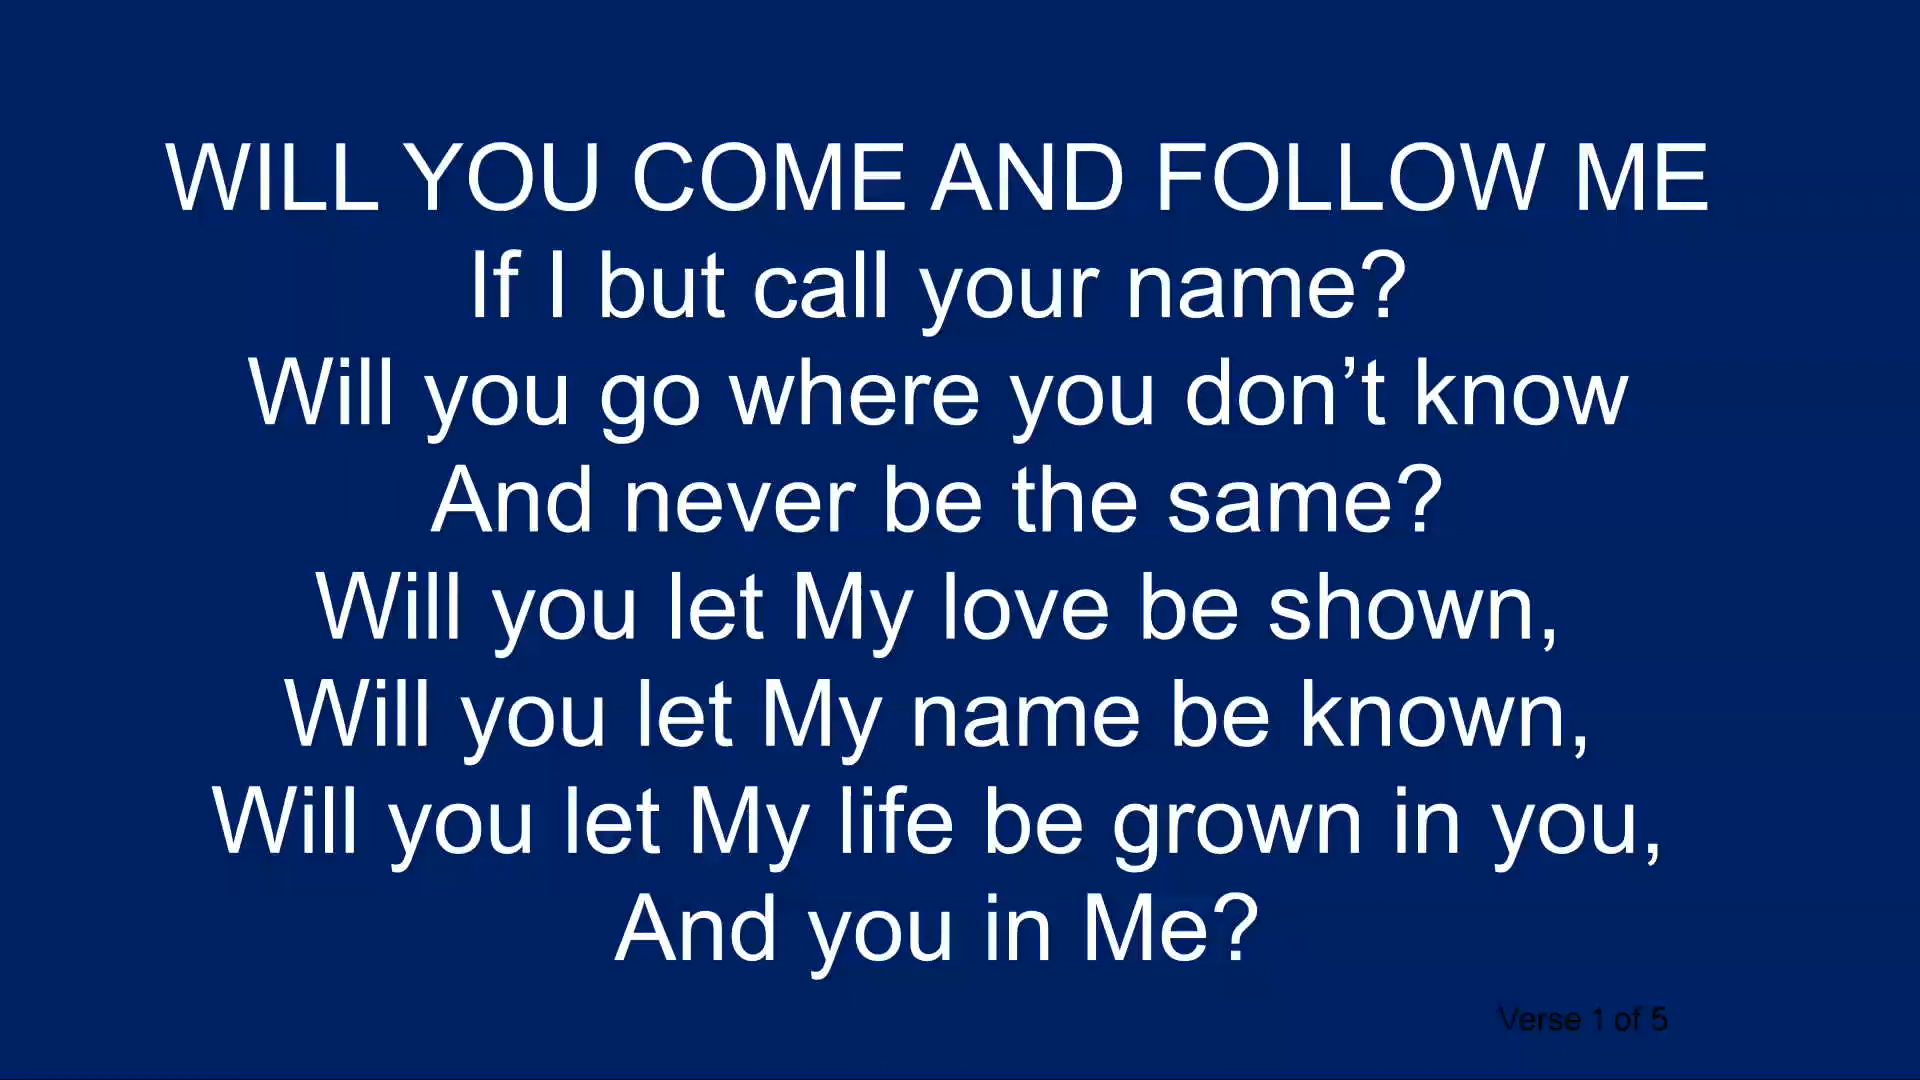 WILL YOU COME AND FOLLOW ME
If I but call your name?
Will you go where you don’t know
And never be the same?
Will you let My love be shown,
Will you let My name be known,
Will you let My life be grown in you,
And you in Me?
Verse 1 of 5